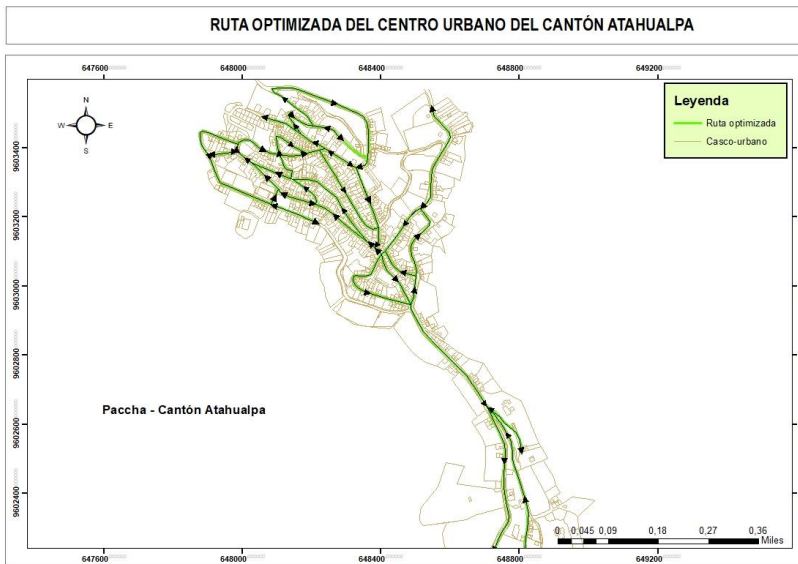 RUTA OPTIMIZADA DEL CENTRO URBANO DEL CANTÓN ATAHUALPA
647600 648000 648400 648800 649200
N
W E
S
Leyenda
Ruta optimizada
Casco-urbano
9603400
9603200
9603000
9602800
9602600
9602400
Paccha - Cantón Atahualpa
0 0,045 0,09 0,18 0,27 0,36
Miles
647600 648000 648400 648800 649200